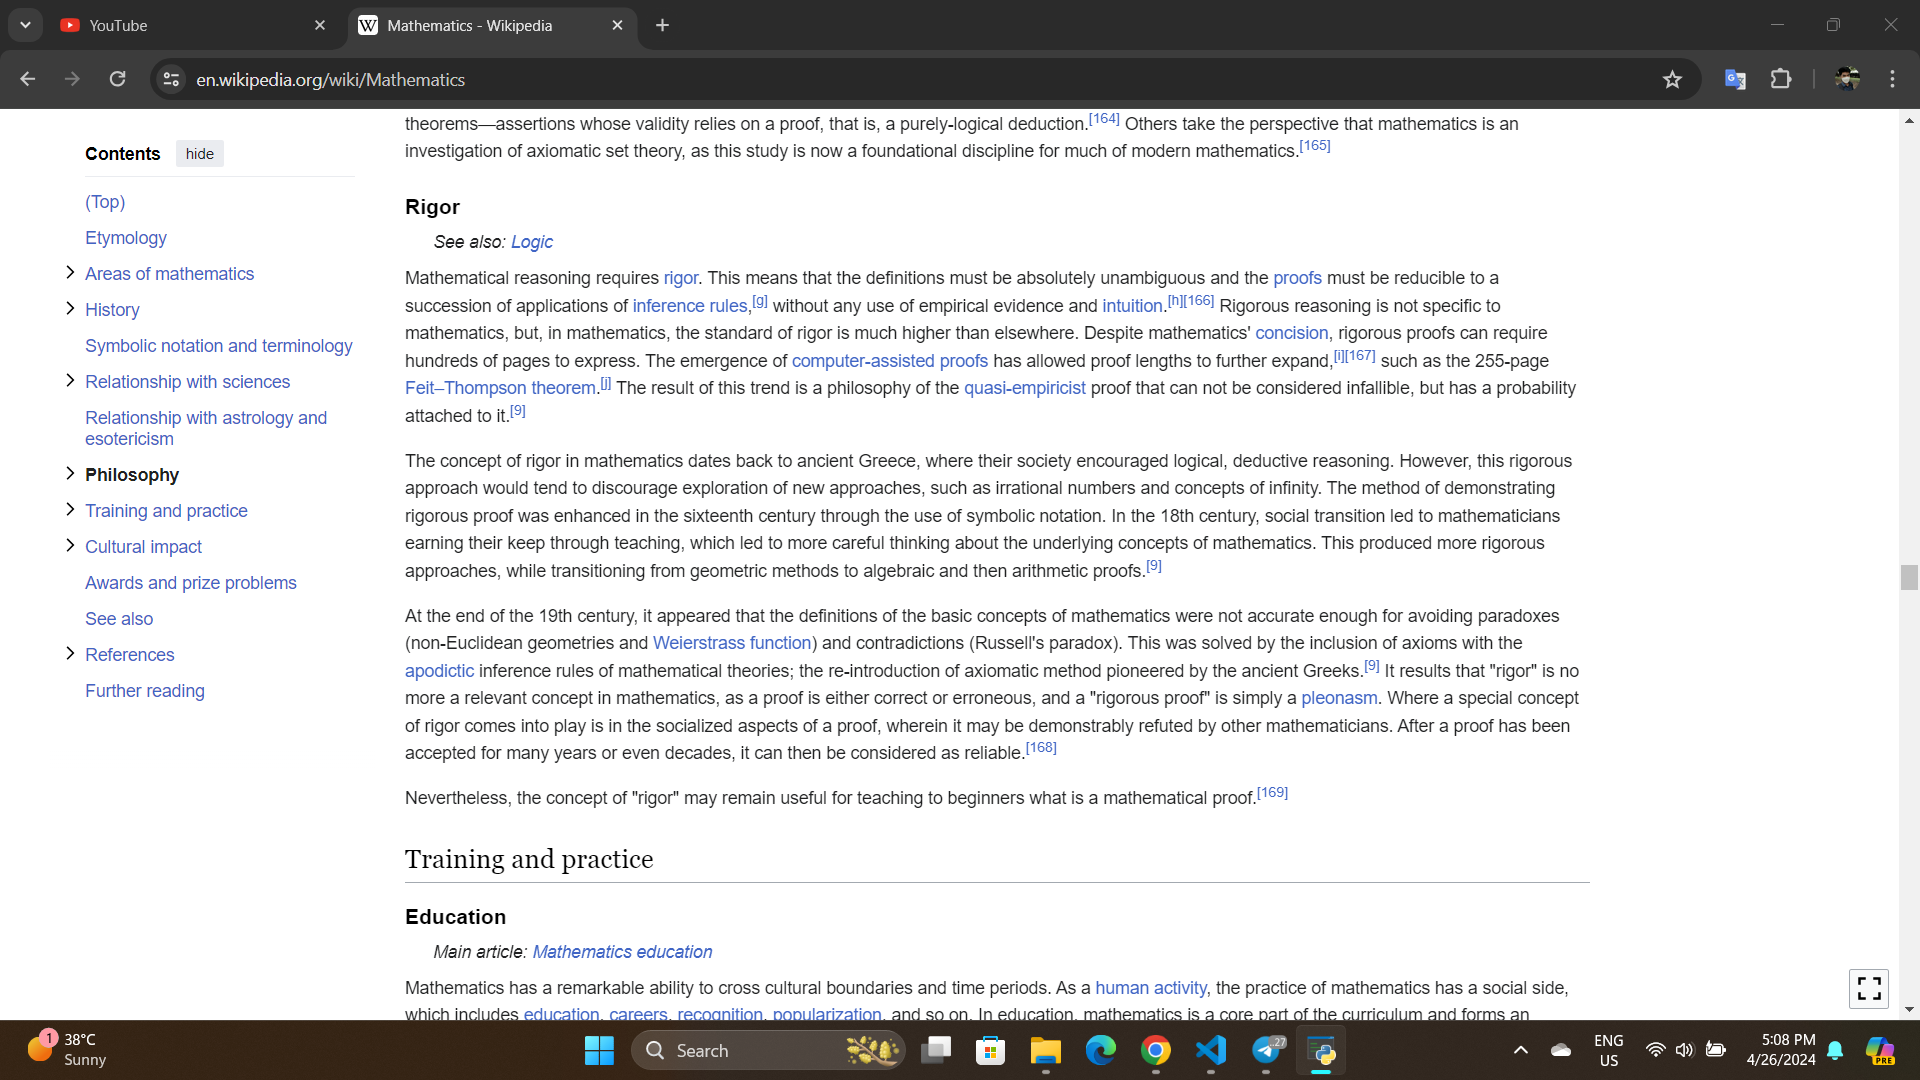 YouTube
Mathematics - Wikipedia
en.wikipedia.org/wiki/Mathematics
Contents hide
(Top)
Etymology
Areas of mathematics
History
Symbolic notation and terminology
Relationship with sciences
Relationship with astrology and
esotericism
Philosophy
Training and practice
Cultural impact
Awards and prize problems
See also
References
Further reading
theorems—assertions whose validity relies on a proof, that is, a purely-logical deduction.[164] Others take the perspective that mathematics is an
investigation of axiomatic set theory, as this study is now a foundational discipline for much of modern mathematics.[165]
Rigor
See also: Logic
Mathematical reasoning requires rigor. This means that the definitions must be absolutely unambiguous and the proofs must be reducible to a
succession of applications of inference rules,[g] without any use of empirical evidence and intuition.[h][166] Rigorous reasoning is not specific to
mathematics, but, in mathematics, the standard of rigor is much higher than elsewhere. Despite mathematics' concision, rigorous proofs can require
hundreds of pages to express. The emergence of computer-assisted proofs has allowed proof lengths to further expand,[i][167] such as the 255-page
Feit–Thompson theorem.[j] The result of this trend is a philosophy of the quasi-empiricist proof that can not be considered infallible, but has a probability
attached to it.[9]
The concept of rigor in mathematics dates back to ancient Greece, where their society encouraged logical, deductive reasoning. However, this rigorous
approach would tend to discourage exploration of new approaches, such as irrational numbers and concepts of infinity. The method of demonstrating
rigorous proof was enhanced in the sixteenth century through the use of symbolic notation. In the 18th century, social transition led to mathematicians
earning their keep through teaching, which led to more careful thinking about the underlying concepts of mathematics. This produced more rigorous
approaches, while transitioning from geometric methods to algebraic and then arithmetic proofs.[9]
At the end of the 19th century, it appeared that the definitions of the basic concepts of mathematics were not accurate enough for avoiding paradoxes
(non-Euclidean geometries and Weierstrass function) and contradictions (Russell's paradox). This was solved by the inclusion of axioms with the
apodictic inference rules of mathematical theories; the re-introduction of axiomatic method pioneered by the ancient Greeks.[9] It results that "rigor" is no
more a relevant concept in mathematics, as a proof is either correct or erroneous, and a "rigorous proof" is simply a pleonasm. Where a special concept
of rigor comes into play is in the socialized aspects of a proof, wherein it may be demonstrably refuted by other mathematicians. After a proof has been
accepted for many years or even decades, it can then be considered as reliable.[168]
Nevertheless, the concept of "rigor" may remain useful for teaching to beginners what is a mathematical proof.[169]
Training and practice
Education
Main article: Mathematics education
Mathematics has a remarkable ability to cross cultural boundaries and time periods. As a human activity, the practice of mathematics has a social side,
which includes education, careers, recognition, popularization, and so on. In education, mathematics is a core part of the curriculum and forms an
1
38°C
Sunny
Search
27
ENG
US
5:08 PM
4/26/2024
PRE